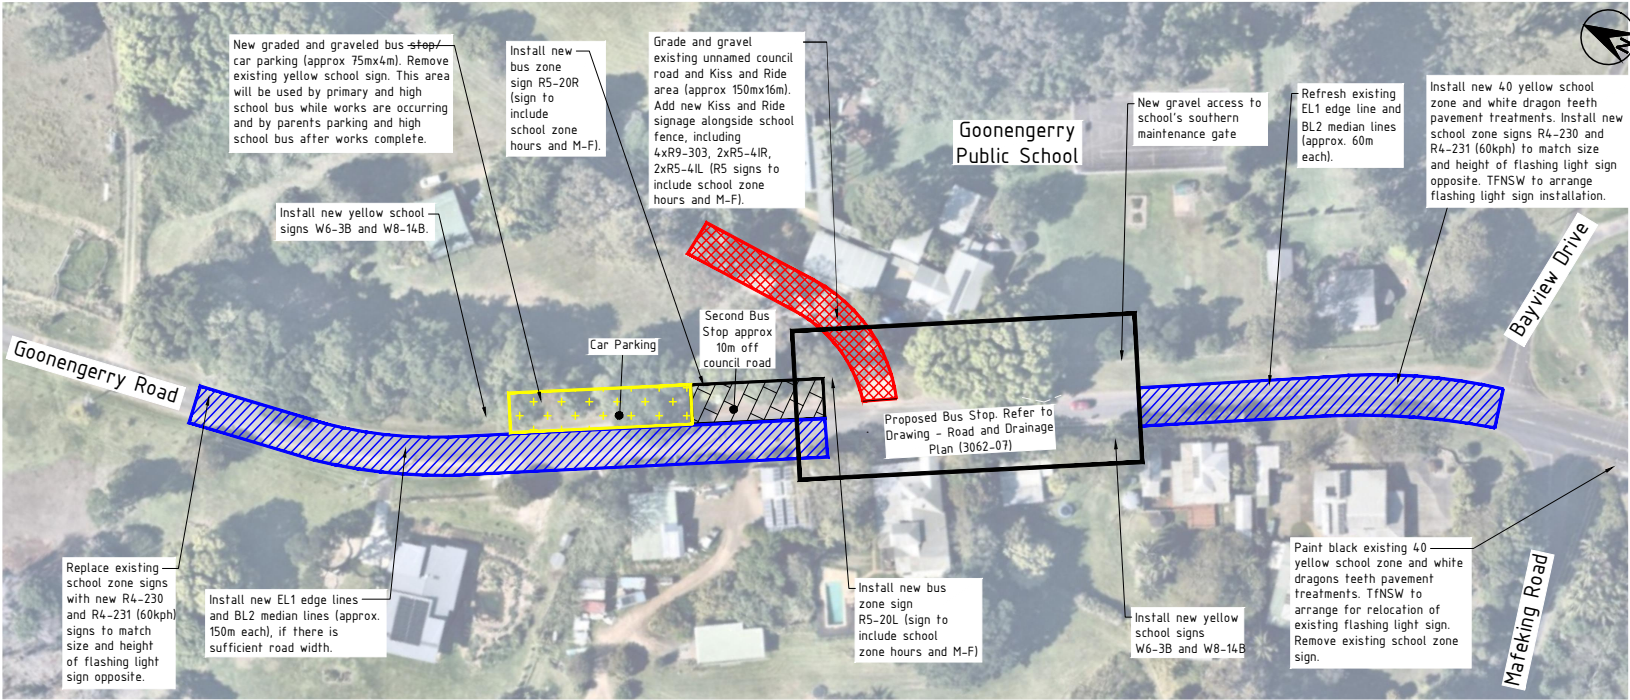 New graded and graveled bus stop/
car parking (approx 75mx4m). Remove
existing yellow school sign. This area
will be used by primary and high
school bus while works are occurring
and by parents parking and high
school bus after works complete.
Install new
bus zone
sign R5-20R
(sign to
include
school zone
hours and M-F).
Grade and gravel
existing unnamed council
road and Kiss and Ride
area (approx 150mx16m).
Add new Kiss and Ride
signage alongside school
fence, including
4xR9-303, 2xR5-41R,
2xR5-41L (R5 signs to
include school zone
hours and M-F).
Goonengerry
Public School
New gravel access to
school's southern
maintenance gate
Refresh existing
EL1 edge line and
BL2 median lines
(approx. 60m
each).
Install new 40 yellow school
zone and white dragon teeth
pavement treatments. Install new
school zone signs R4-230 and
R4-231 (60kph) to match size
and height of flashing light sign
opposite. TFNSW to arrange
flashing light sign installation.
Install new yellow school
signs W6-3B and W8-14B.
Bayview Drive
Goonengerry Road
Car Parking
Second Bus
Stop approx
10m off
council road
Proposed Bus Stop. Refer to
Drawing - Road and Drainage
Plan (3062-07)
Replace existing
school zone signs
with new R4-230
and R4-231 (60kph)
signs to match
size and height
of flashing light
sign opposite.
Install new EL1 edge lines
and BL2 median lines (approx.
150m each), if there is
sufficient road width.
Install new bus
zone sign
R5-20L (sign to
include school
zone hours and M-F)
Install new yellow
school signs
W6-3B and W8-14B
Paint black existing 40
yellow school zone and white
dragons teeth pavement
treatments. TfNSW to
arrange for relocation of
existing flashing light sign.
Remove existing school zone
sign.
Mafeking Road